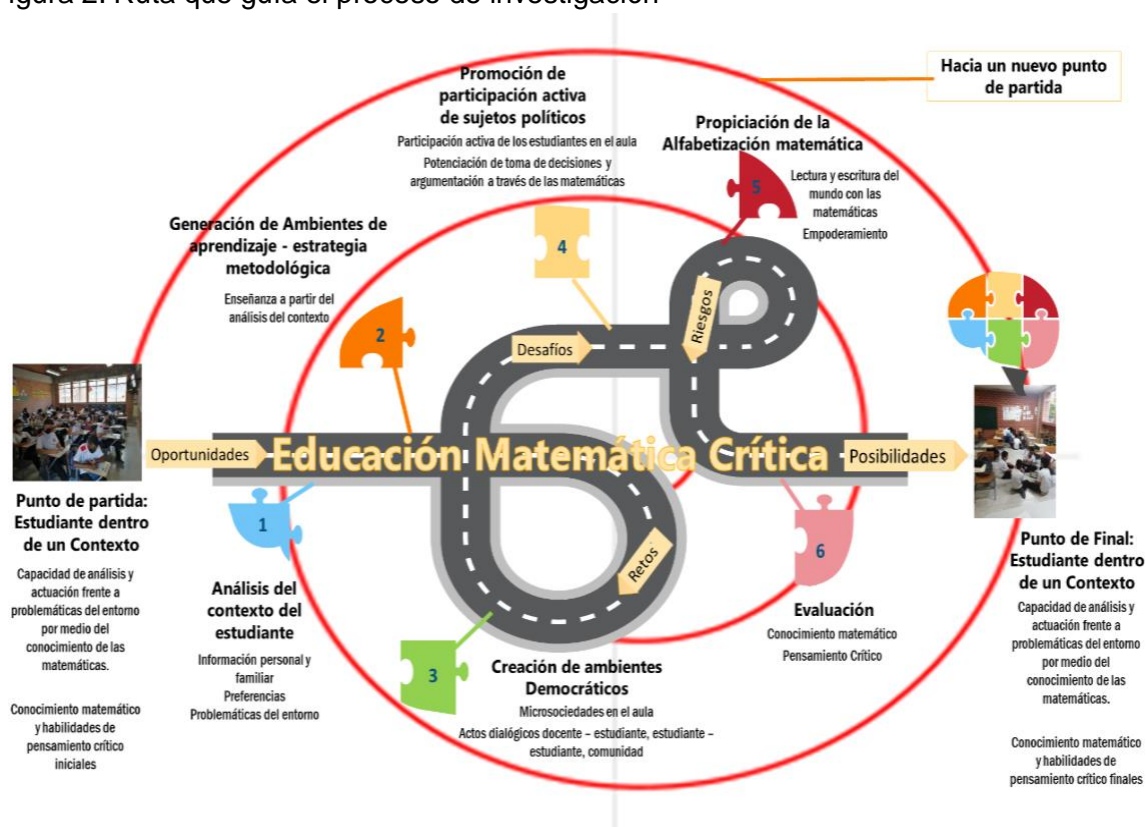 igura 2. Ruta que guía el proceso de investigación
Hacia un nuevo punto
de partida
Promoción de
participación activa
de sujetos políticos
Participación activa de los estudiantes en el aula
Potenciación de toma de decisiones y
argumentación a través de las matemáticas
Propiciación de la
Alfabetización matemática
Lectura y escritura del
mundo con las
matemáticas
Empoderamiento
5
4
Generación de Ambientes de
aprendizaje - estrategia
metodológica
Enseñanza a partir del
análisis del contexto
2
Desafíos
Riesgos
Oportunidades
Educación Matemática Crítica
Posibilidades
Punto de partida:
Estudiante dentro
de un Contexto
Capacidad de análisis y
actuación frente a
problemáticas del entorno
por medio del
conocimiento de las
matemáticas.
Conocimiento matemático
y habilidades de
pensamiento crítico
iniciales
1
Análisis del
contexto del
estudiante
Información personal y
familiar
Preferencias
Problemáticas del entorno
Retos
3
Creación de ambientes
Democráticos
Microsociedades en el aula
Actos dialógicos docente – estudiante, estudiante –
estudiante, comunidad
6
Evaluación
Conocimiento matemático
Pensamiento Crítico
Punto de Final:
Estudiante dentro
de un Contexto
Capacidad de análisis y
actuación frente a
problemáticas del entorno
por medio del
conocimiento de las
matemáticas.
Conocimiento matemático
y habilidades de
pensamiento crítico finales